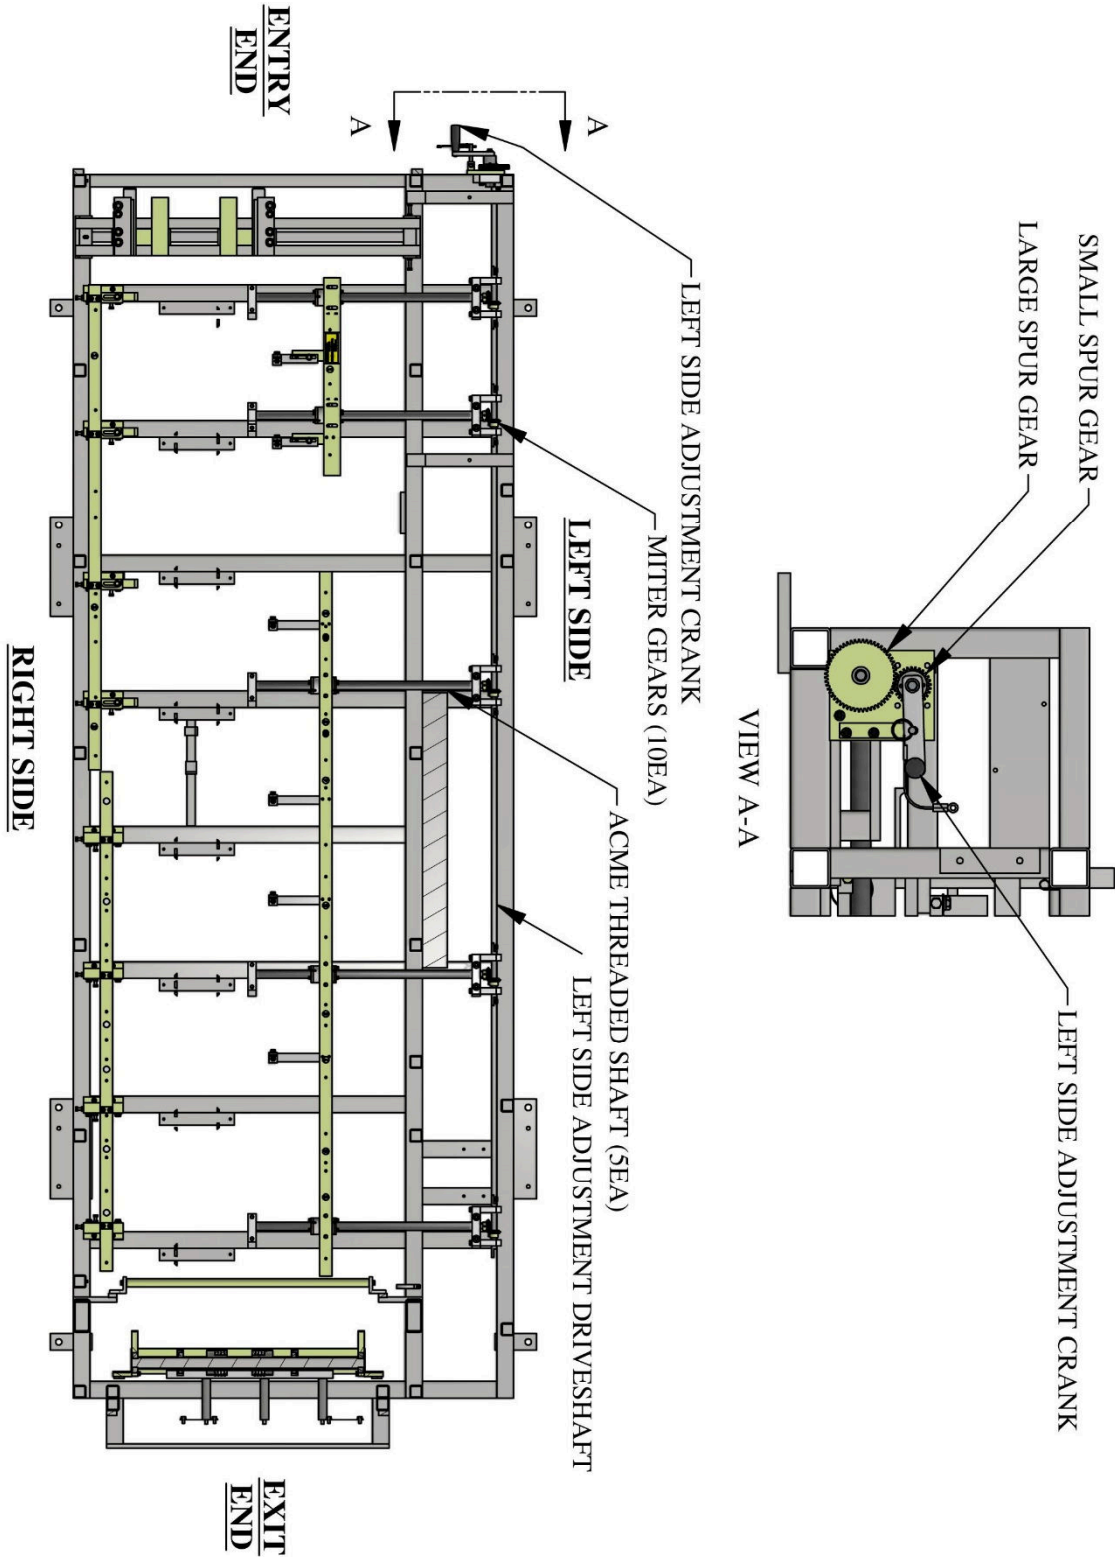 SMALL SPUR GEAR
LARGE SPUR GEAR
LEFT SIDE ADJUSTMENT CRANK
VIEW A-A
A
A
LEFT SIDE ADJUSTMENT CRANK
MITER GEARS (10EA)
ACME THREADED SHAFT (5EA)
LEFT SIDE ADJUSTMENT DRIVESHAFT
LEFT SIDE
ENTRY
END
EXIT
END
RIGHT SIDE